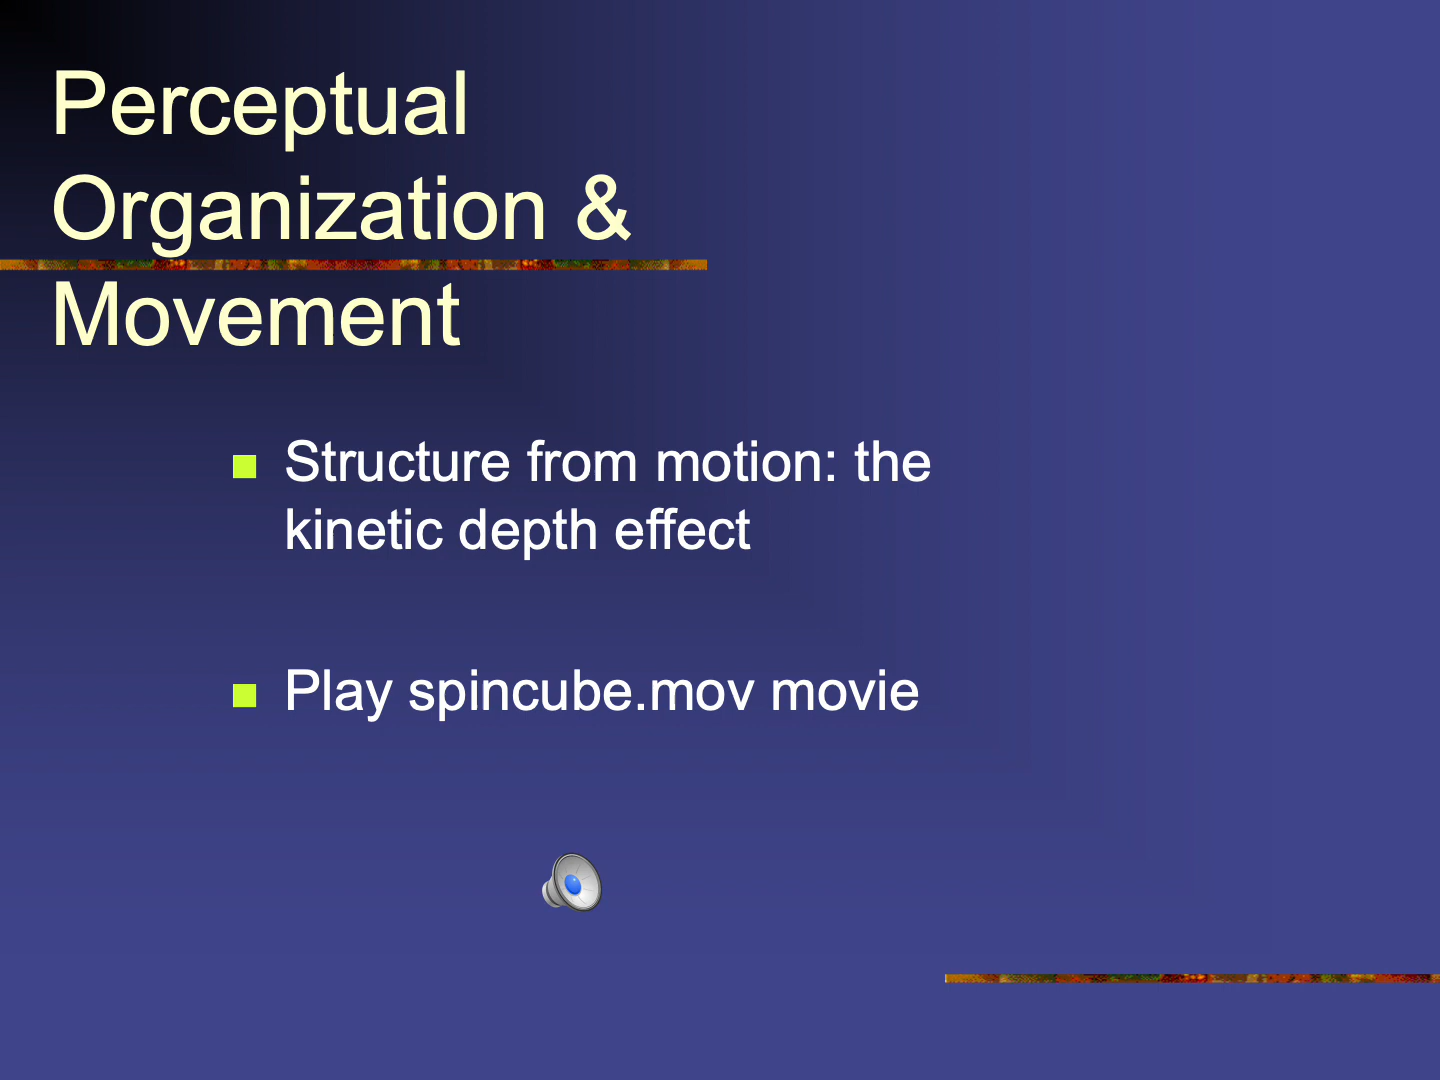 Perceptual
Organization &
Movement
Structure from motion: the
kinetic depth effect
Play spincube.mov movie